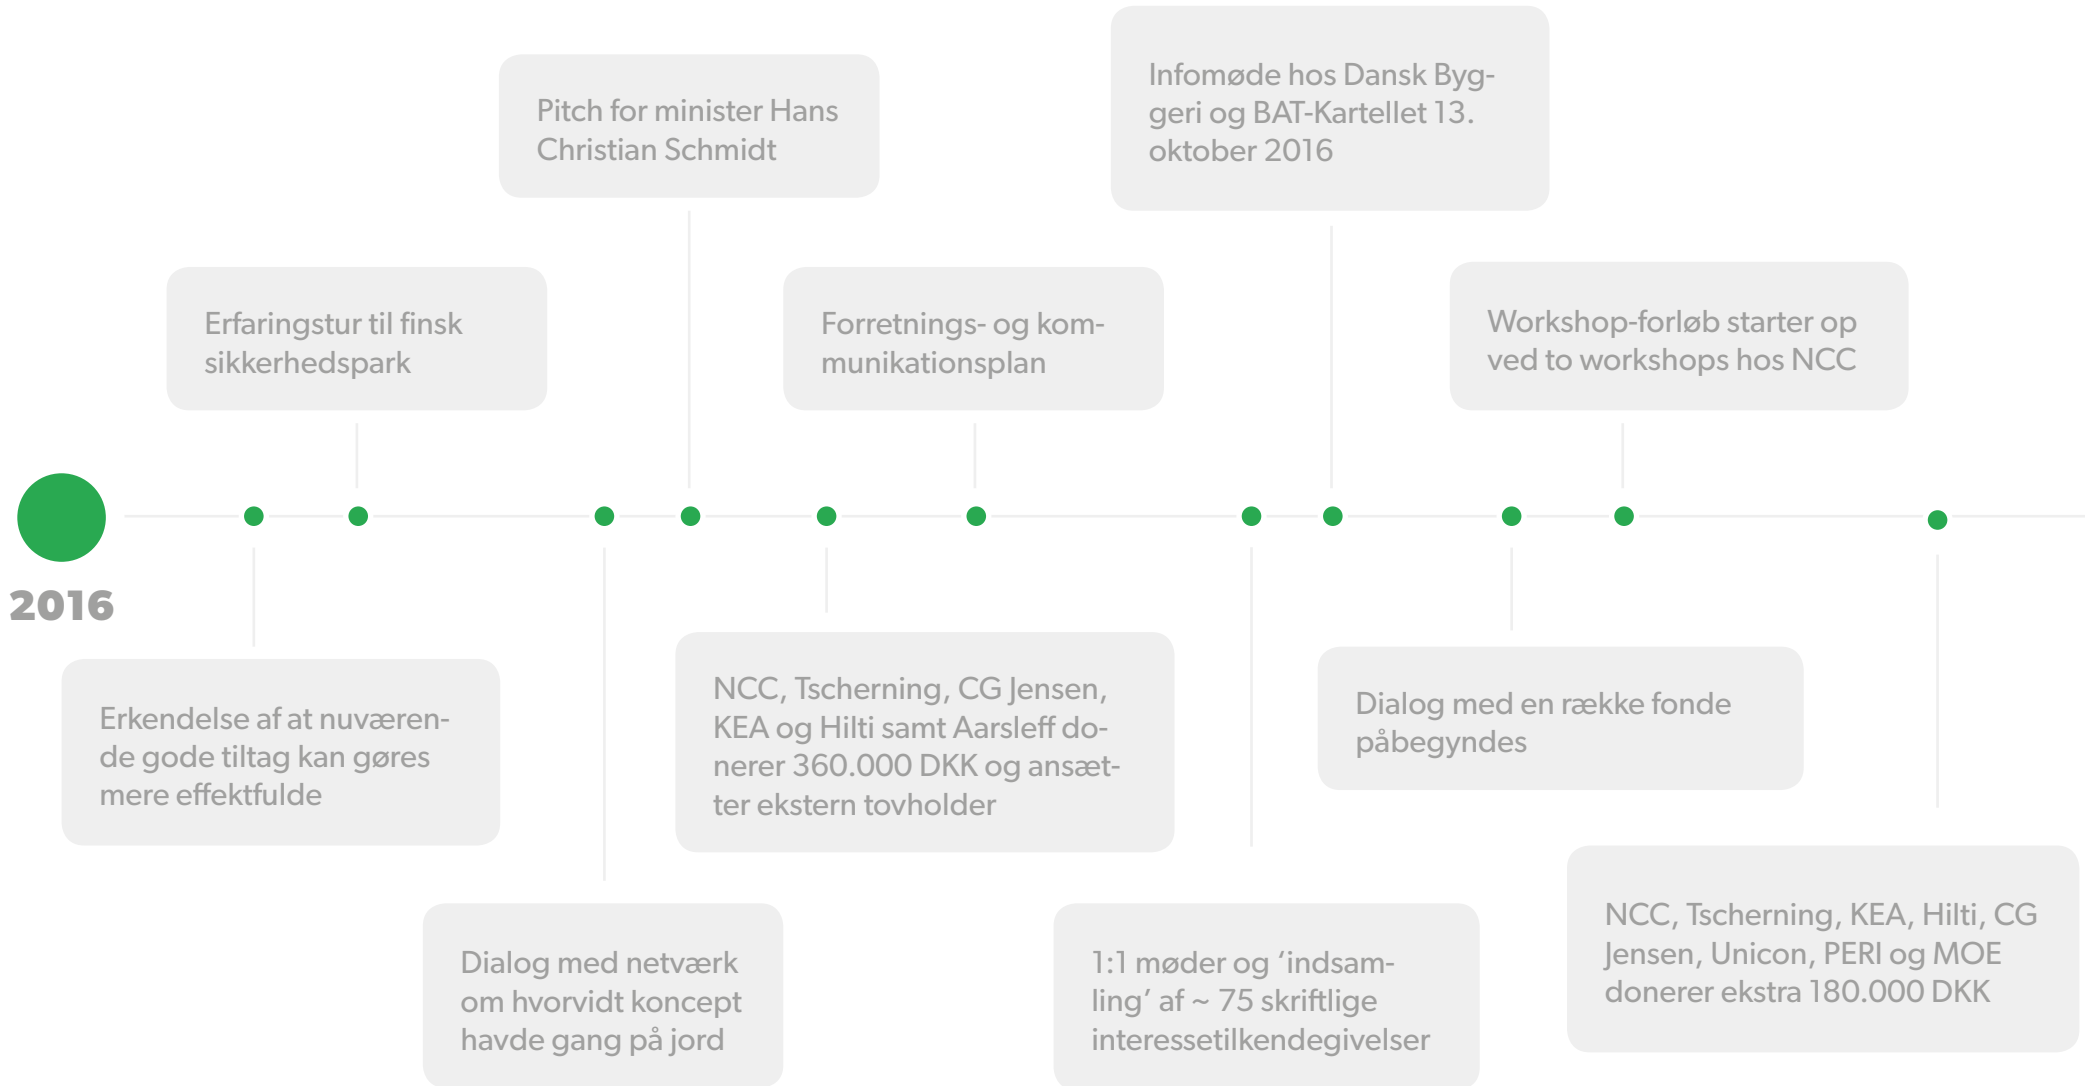 2016
Erkendelse af at nuværen-
de gode tiltag kan gøres
mere effektfulde
Erfaringstur til finsk
sikkerhedspark
Dialog med netværk
om hvorvidt koncept
havde gang på jord
Pitch for minister Hans
Christian Schmidt
NCC, Tscherning, CG Jensen,
KEA og Hilti samt Aarsleff do-
nerer 360.000 DKK og ansæt-
ter ekstern tovholder
Forretnings- og kom-
munikationsplan
1:1 møder og ‘indsam-
ling’ af ~ 75 skriftlige
interessetilkendegivelser
Infomøde hos Dansk Byg-
geri og BAT-Kartellet 13.
oktober 2016
Dialog med en række fonde
påbegyndes
Workshop-forløb starter op
ved to workshops hos NCC
NCC, Tscherning, KEA, Hilti, CG
Jensen, Unicon, PERI og MOE
donerer ekstra 180.000 DKK